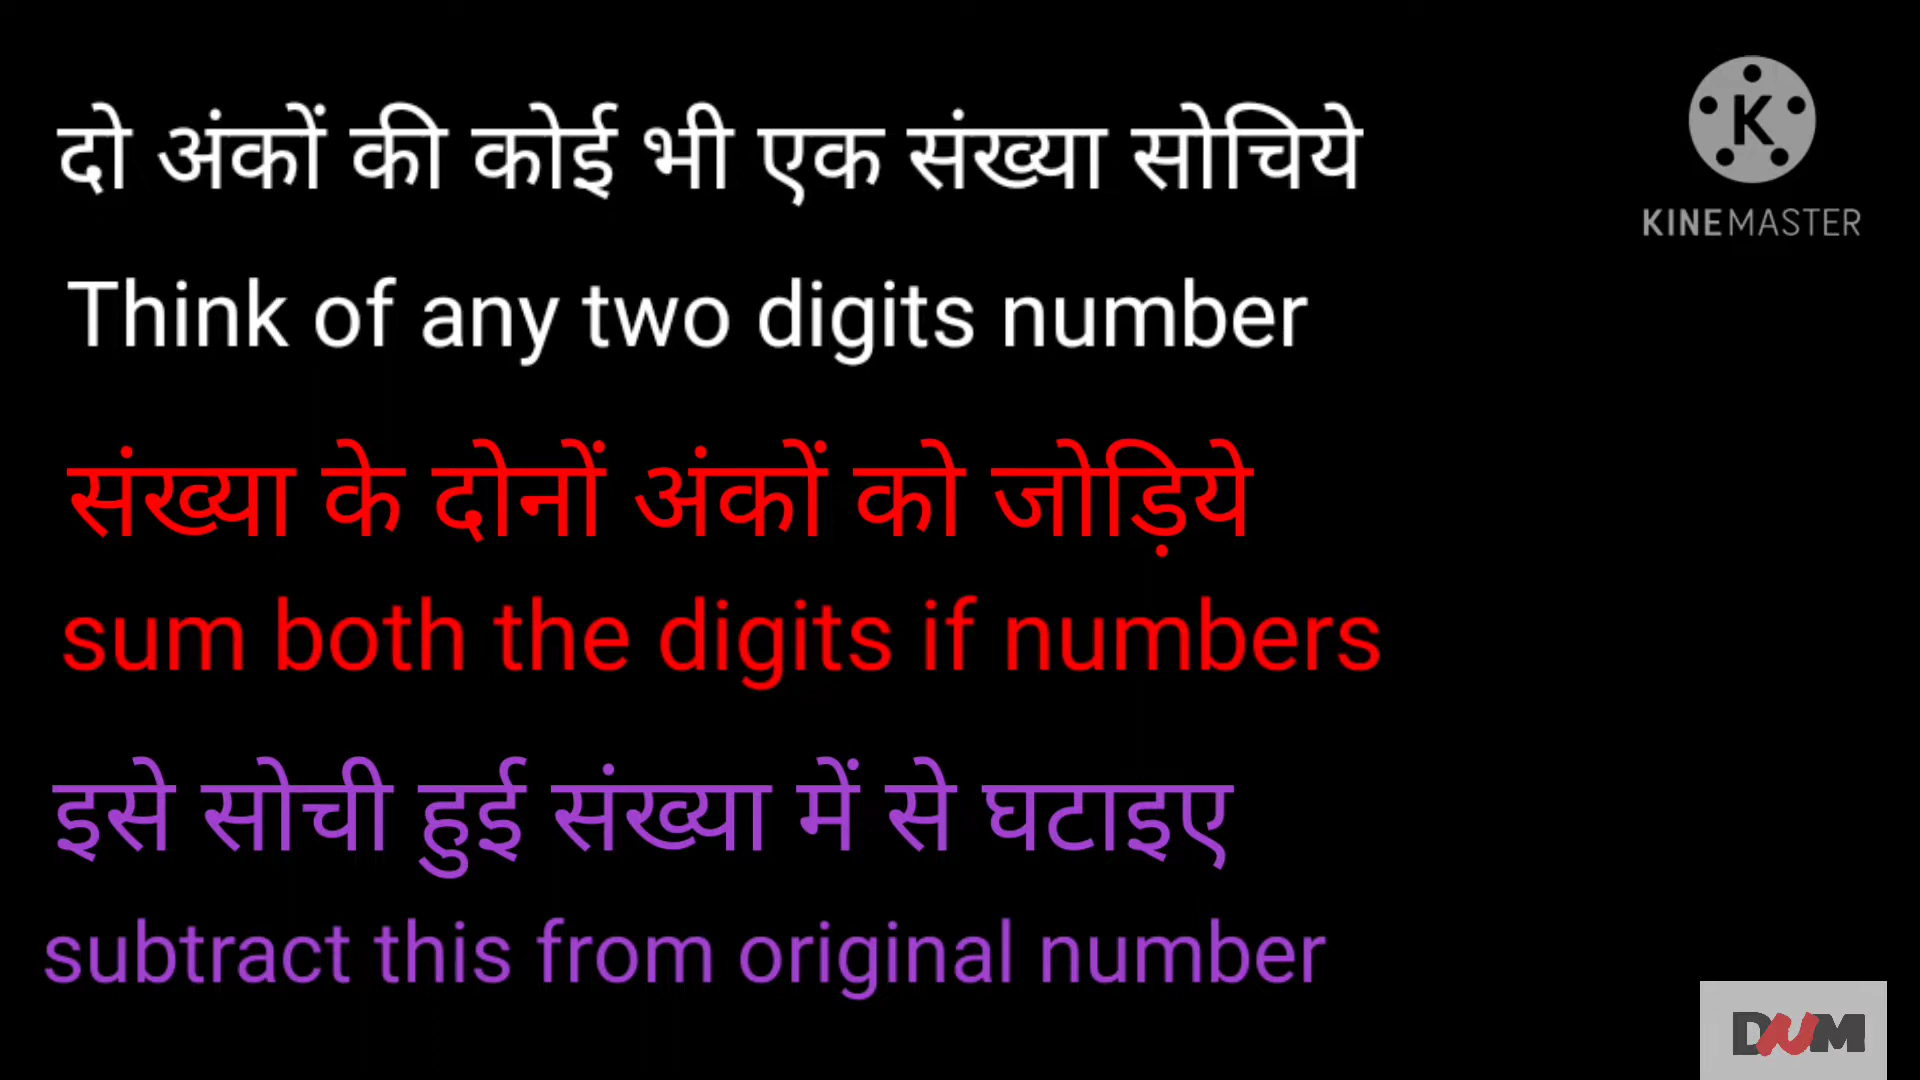 दो अंकों की कोई भी एक संख्या सोचिये
K
KINEMASTER
Think of any two digits number
संख्या के दोनों अंकों को जोड़िये
sum both the digits if numbers
इसे सोची हुई संख्या में से घटाइए
subtract this from original number
DNM